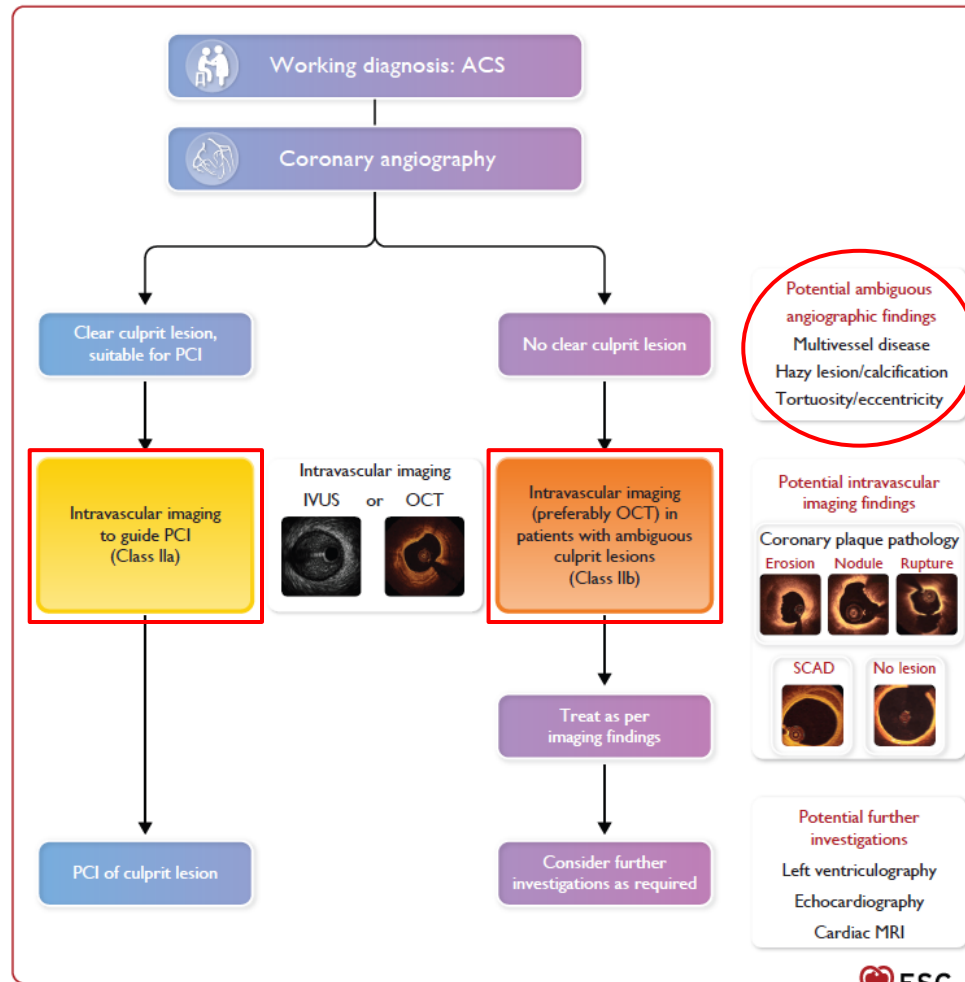 Working diagnosis: ACS
Coronary angiography
Clear culprit lesion,
suitable for PCI
No clear culprit lesion
Potential ambiguous
angiographic findings
Multivessel disease
Hazy lesion/calcification
Tortuosity/eccentricity
Intravascular imaging
to guide PCI
(Class IIa)
Intravascular imaging
IVUS or OCT
Intravascular imaging
(preferably OCT) in
patients with ambiguous
culprit lesions
(Class IIb)
Potential intravascular
imaging findings
Coronary plaque pathology
Erosion Nodule Rupture
SCAD No lesion
Treat as per
imaging findings
PCI of culprit lesion
Consider further
investigations as required
Potential further
investigations
Left ventriculography
Echocardiography
Cardiac MRI
ESC